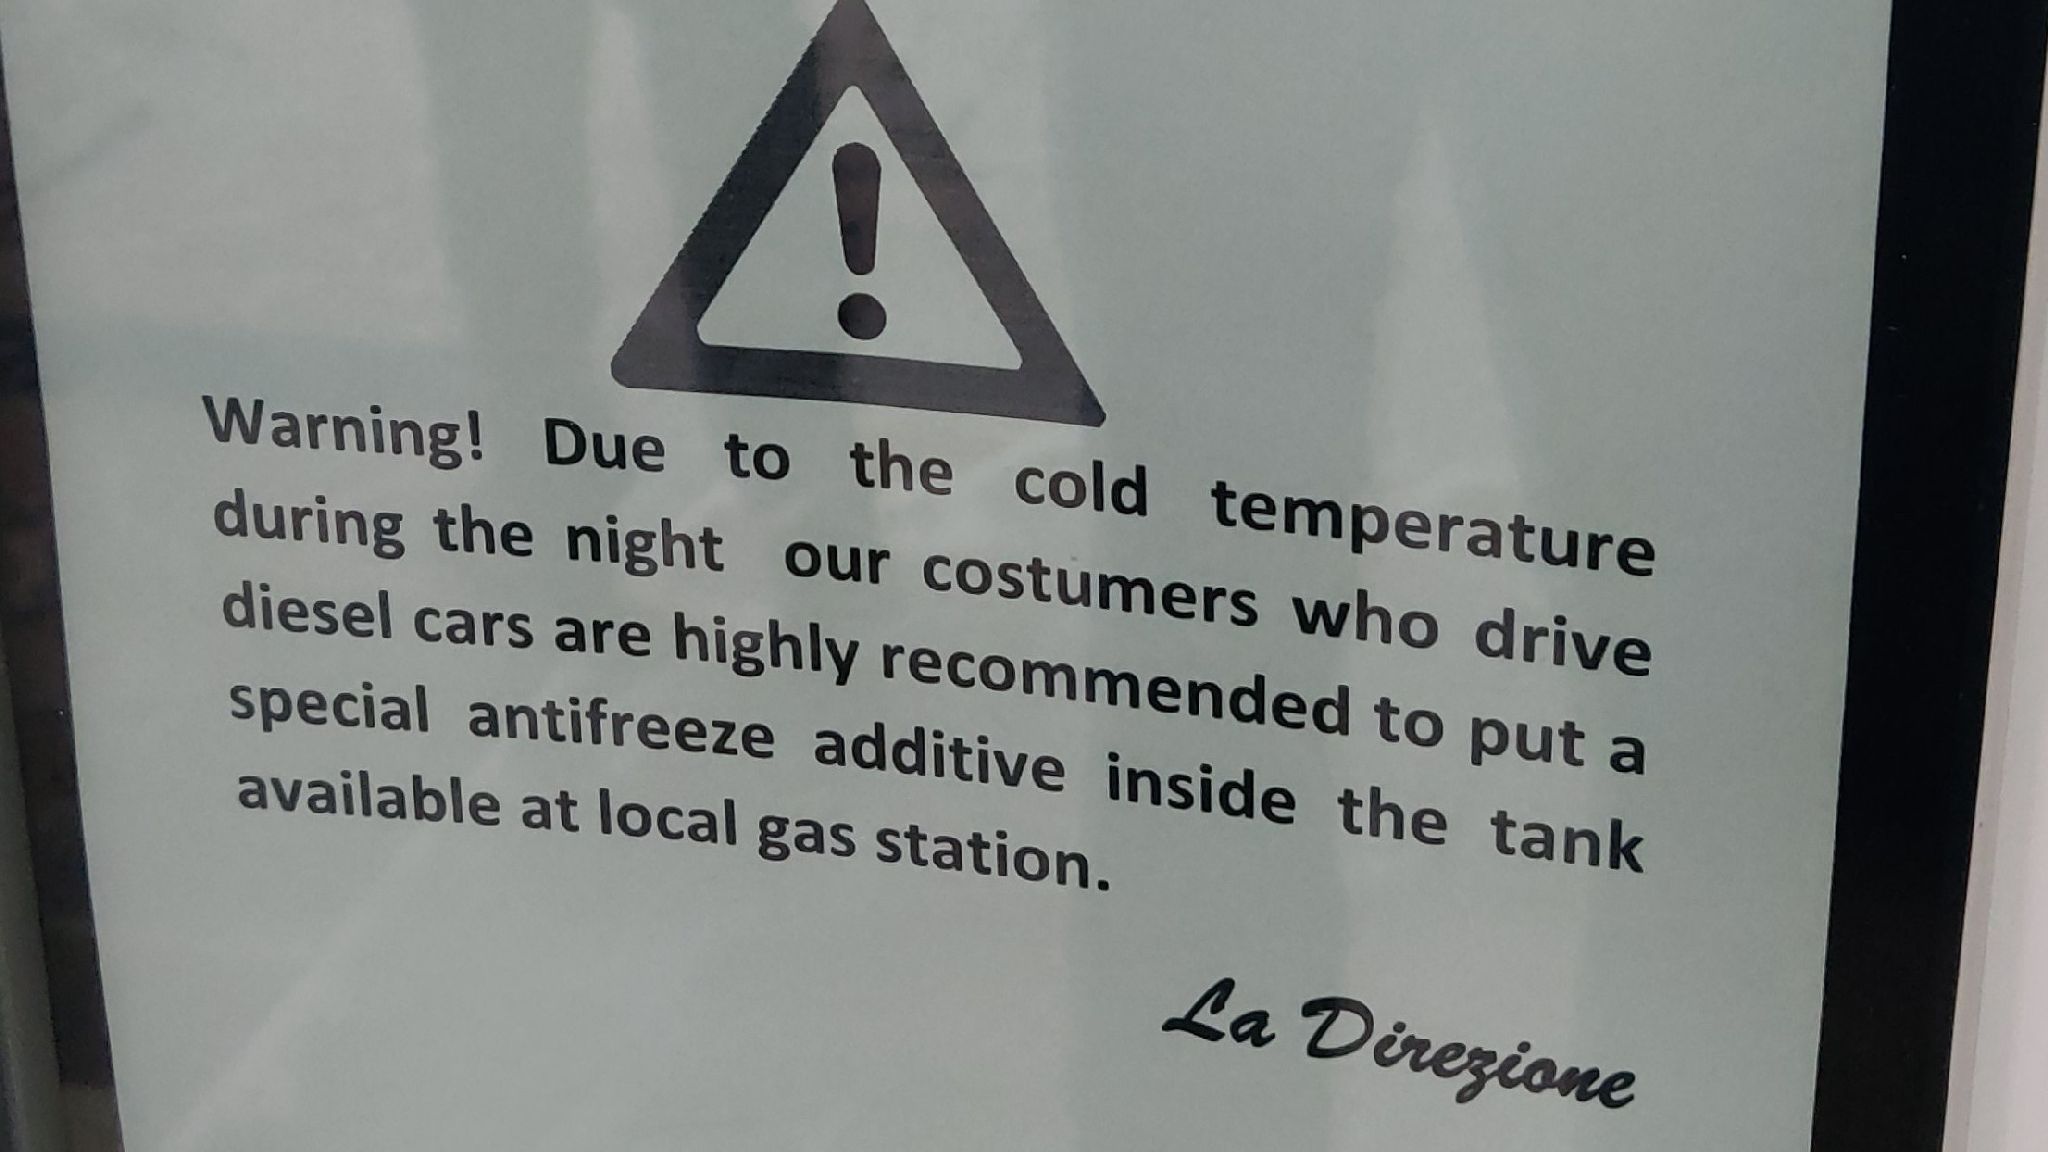 Warning! Due to the cold temperature
during the night our costumers who drive
diesel cars are highly recommended to put a
special antifreeze additive inside the tank
available at local gas station.
La Direzione